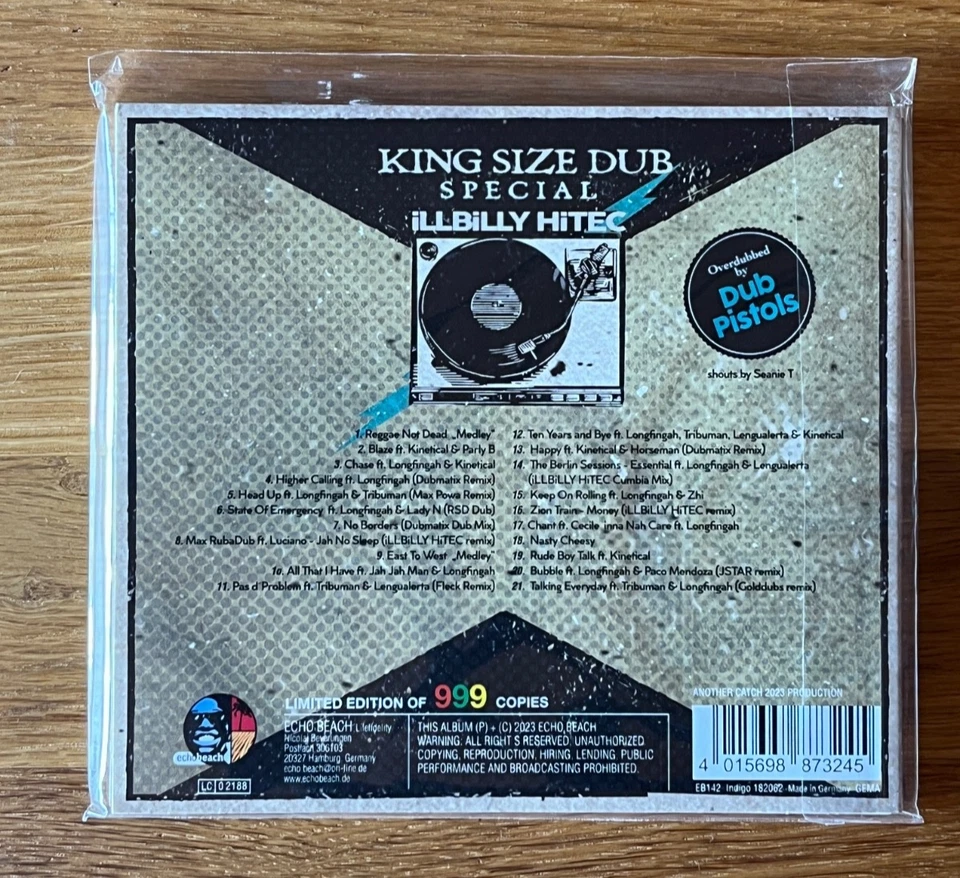 KING SIZE DUB
SPECIAL
iLLBiLLY HiTEC
Overdubbed
by
Dub
Pistols
shouts by Seanie T
1. Reggae Not Dead „Medley"
2. Blaze ft. Kinetical & Parly B
3. Chase ft. Longfingah & Kinetical
4. Higher Calling ft. Longfingah (Dubmatix Remix)
5. Head Up ft. Longfingah & Tribuman (Max Powa Remix)
6. State Of Emergency ft. Longfingah & Lady N (RSD Dub)
7. No Borders (Dubmatix Dub Mix)
8. Max RubaDub ft. Luciano - Jah No Sleep (iLLBiLLY HiTEC remix)
9. East To West „Medley"
10. All That I Have ft. Jah Jah Man & Longfingah
11. Pas d'Problem ft. Tribuman & Lengualerta (Fleck Remix)
12. Ten Years and Bye ft. Longfingah, Tribuman, Lengualerta & Kinetical
13. Happy ft. Kinetical & Horseman (Dubmatix Remix)
14. The Berlin Sessions - Essential ft. Longfingah & Lengualerta
(iLLBiLLY HiTEC Cumbia Mix)
15. Keep On Rolling ft. Longfingah & Zhi
16. Zion Train - Money (iLLBiLLY HiTEC remix)
17. Chant ft. Cecile, inna Nah Care ft. Longfingah
18. Nasty Cheesy
19. Rude Boy Talk ft. Kinetical
20. Bubble ft. Longfingah & Paco Mendoza (JSTAR remix)
21. Talking Everyday ft. Tribuman & Longfingah (Golddubs remix)
LIMITED EDITION OF 999 COPIES
echobeach
LC 02188
ECHO BEACH Lifefidelity
Nicolai Beverungen
Postfach 306103
20327 Hamburg, Germany
echo beach@on-line.de
www.echobeach.de
THIS ALBUM (P) + (C) 2023 ECHO BEACH
WARNING. ALL RIGHT S RESERVED. UNAUTHORIZED
COPYING, REPRODUCTION, HIRING, LENDING, PUBLIC
PERFORMANCE AND BROADCASTING PROHIBITED.
ANOTHER CATCH 2023 PRODUCTION
4 015698 873245
EB142 Indigo 182062 Made in Germany GEMA